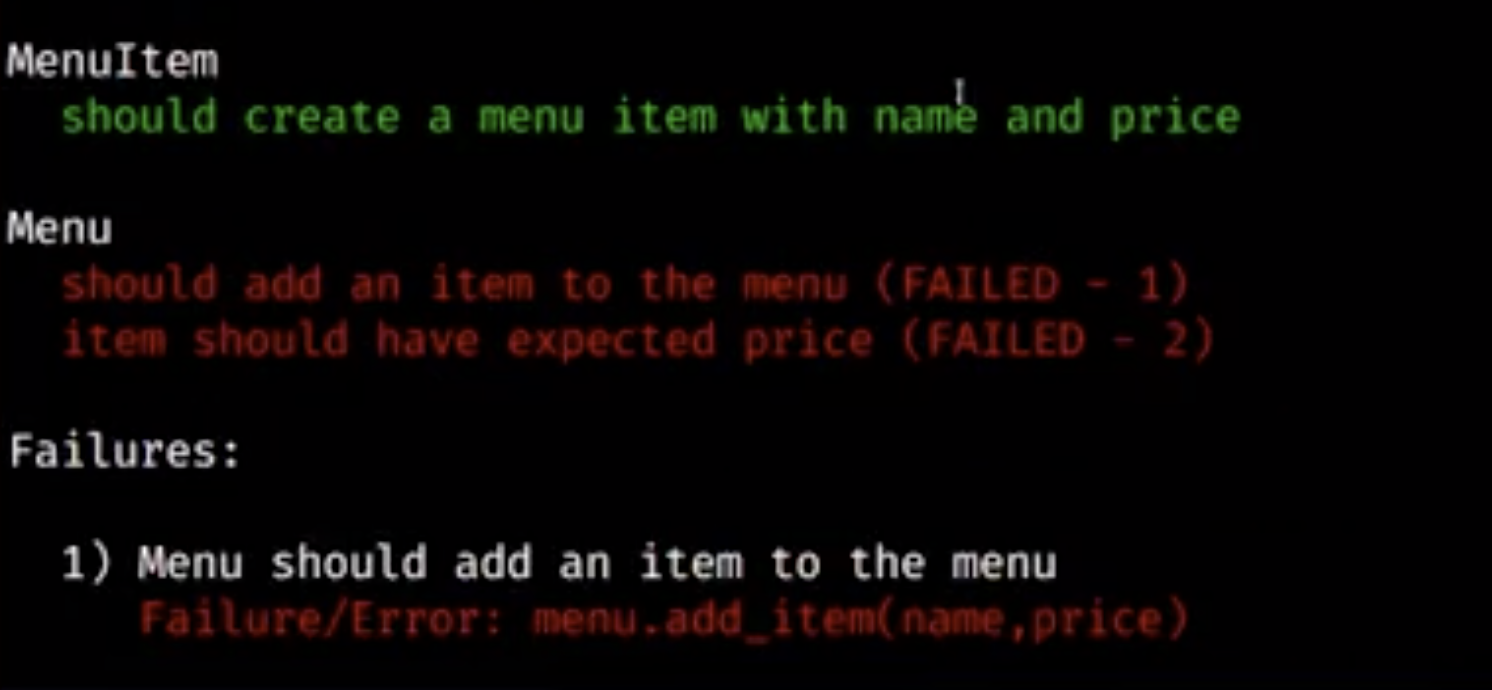 MenuItem
should create a menu item with name and price
Menu
should add an item to the menu (FAILED - 1)
item should have expected price (FAILED - 2)
Failures:
1) Menu should add an item to the menu
Failure/Error: menu.add_item(name,price)